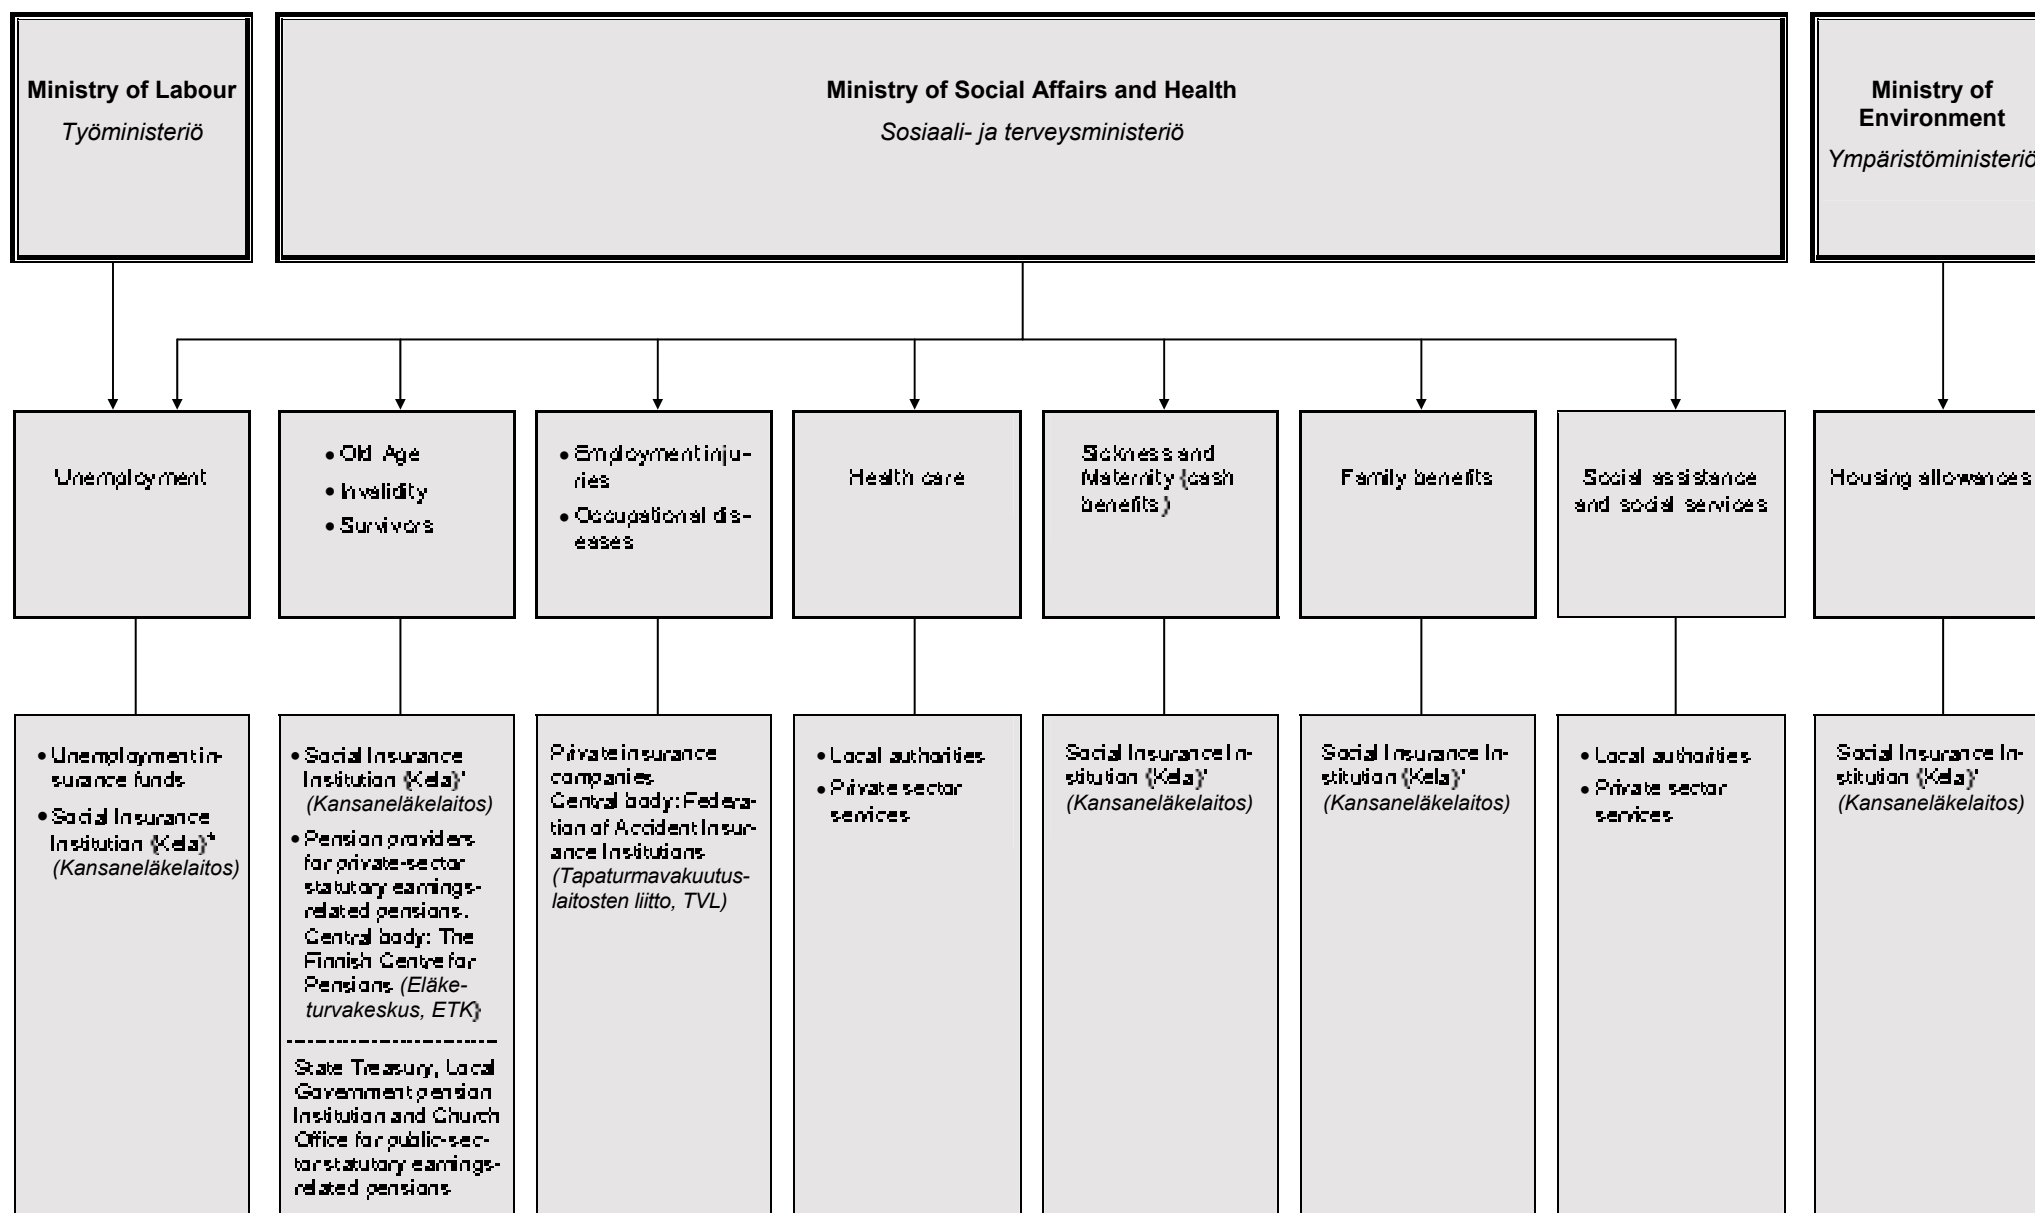 Ministry of Labour
Työministeriö
Ministry of Social Affairs and Health
Sosiaali- ja terveysministeriö
Ministry of
Environment
Ympäristöministeriö
Unemployment
• Old Age
• Invalidity
• Survivors
• Employment inju-
ries
• Occupational dis-
eases
Health care
Sickness and
Maternity (cash
benefits)
Family benefits
Social assistance
and social services
Housing allowances
• Unemployment in-
surance funds
• Social Insurance
Institution (Kela)*
(Kansaneläkelaitos)
• Social Insurance
Institution (Kela)*
(Kansaneläkelaitos)
• Pension providers
for private-sector
statutory earnings-
related pensions.
Central body: The
Finnish Centre for
Pensions (Eläke-
turvakeskus, ETK)
State Treasury, Local
Government pension
Institution and Church
Office for public-sec-
tor statutory earnings-
related pensions
Private insurance
companies
Central body: Federa-
tion of Accident Insur-
ance Institutions
(Tapaturmavakuutus-
laitosten liitto, TVL)
• Local authorities
• Private sector
services
Social Insurance In-
stitution (Kela)*
(Kansaneläkelaitos)
Social Insurance In-
stitution (Kela)*
(Kansaneläkelaitos)
• Local authorities
• Private sector
services
Social Insurance In-
stitution (Kela)*
(Kansaneläkelaitos)